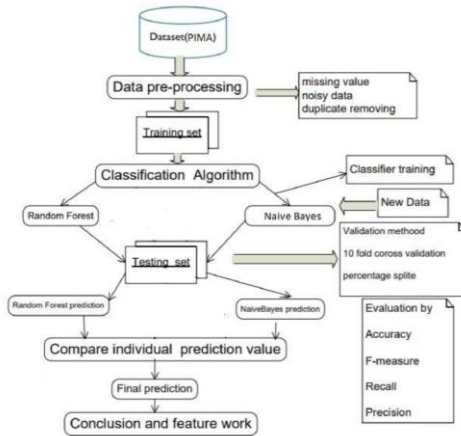 Dataset(PIMA)
Data pre-processing
missing value
noisy data
duplicate removing
Training set
Classification Algorithm
Classifier training
Random Forest
Naive Bayes
New Data
Validation methood
10 fold coross validation
percentage splite
Testing set
Random Forest prediction
NaiveBayes prediction
Evaluation by
Accuracy
F-measure
Recall
Precision
Compare individual prediction value
Final prediction
Conclusion and feature work